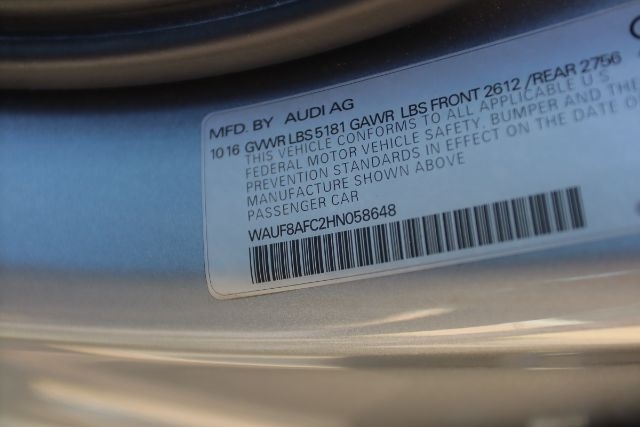 MFD. BY AUDI AG
10 16 GVWR LBS 5181 GAWR LBS FRONT 2612 /REAR 2756
THIS VEHICLE CONFORMS TO ALL APPLICABLE U S
FEDERAL MOTOR VEHICLE SAFETY, BUMPER AND THE
PREVENTION STANDARDS IN EFFECT ON THE DATE O
MANUFACTURE SHOWN ABOVE
PASSENGER CAR
WAUF8AFC2HN058648